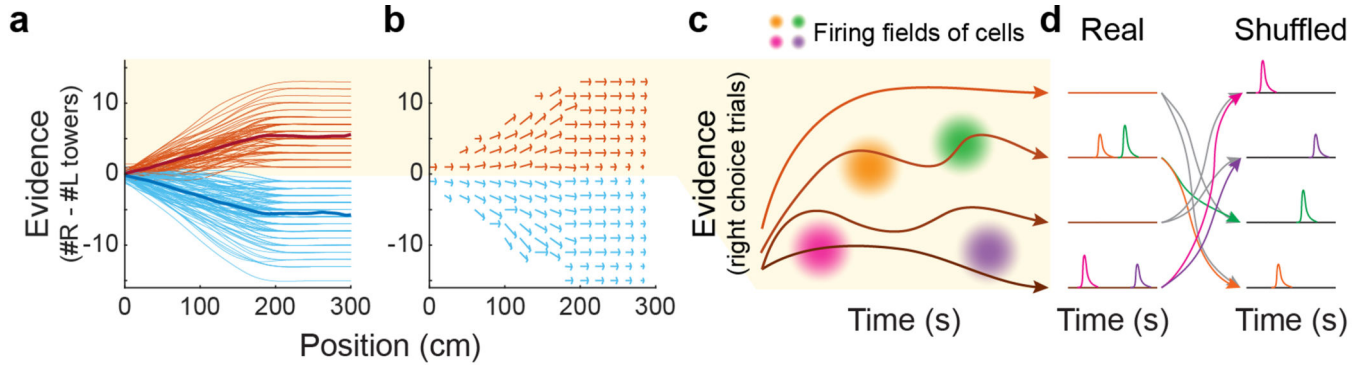 a
Evidence
(#R - #L towers)
10
0
-10
0
100
200
300
b
10
0
-10
0
100
200
300
Position (cm)
c
Firing fields of cells
Evidence
(right choice trials)
Time (s)
d
Real
Shuffled
Time (s)
Time (s)